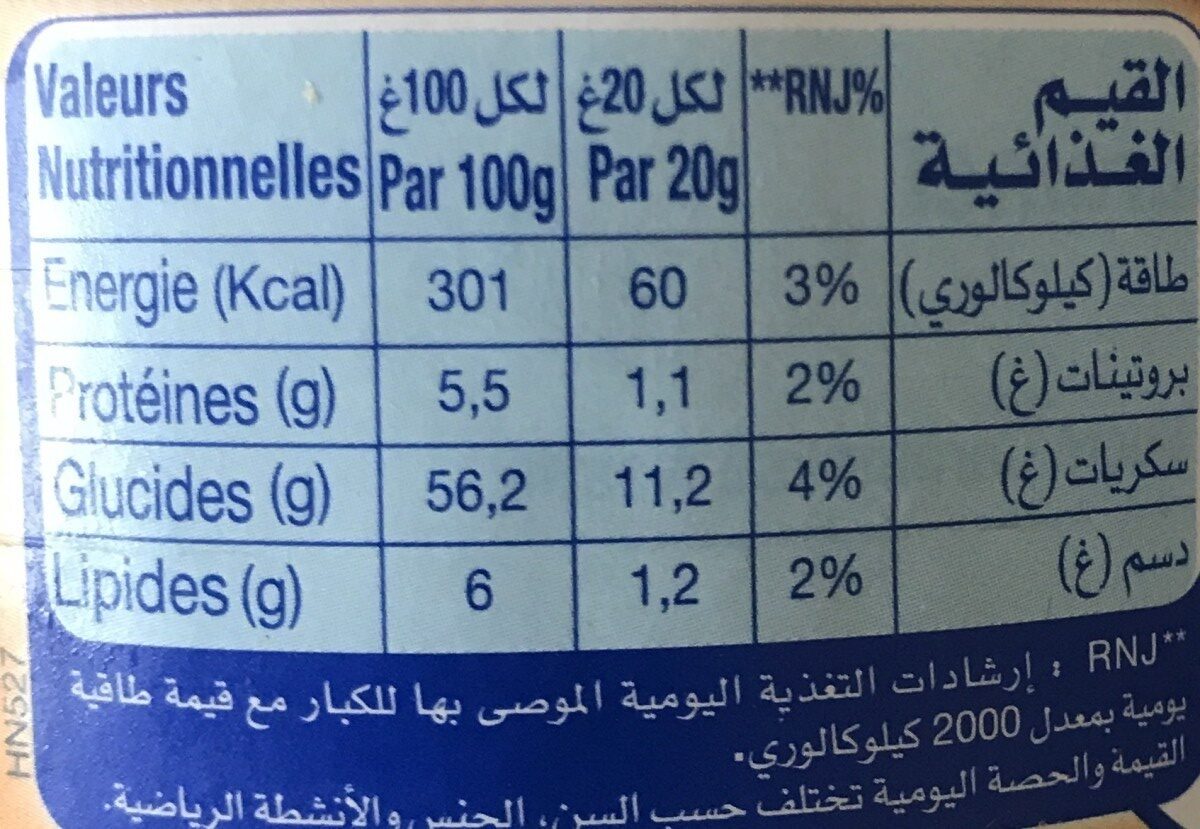 Valeurs Nutritionnelles | لكل 100غ Par 100g | لكل 20غ Par 20g | **RNJ% | القيم الغذائية
Energie (Kcal) | 301 | 60 | 3% | طاقة (كيلوكالوري)
Protéines (g) | 5,5 | 1,1 | 2% | بروتينات (غ)
Glucides (g) | 56,2 | 11,2 | 4% | سكريات (غ)
Lipides (g) | 6 | 1,2 | 2% | دسم (غ)
**RNJ : إرشادات التغذية اليومية الموصى بها للكبار مع قيمة طاقية
يومية بمعدل 2000 كيلوكالوري.
القيمة والحصة اليومية تختلف حسب السن، الجنس والأنشطة الرياضية.
HN527